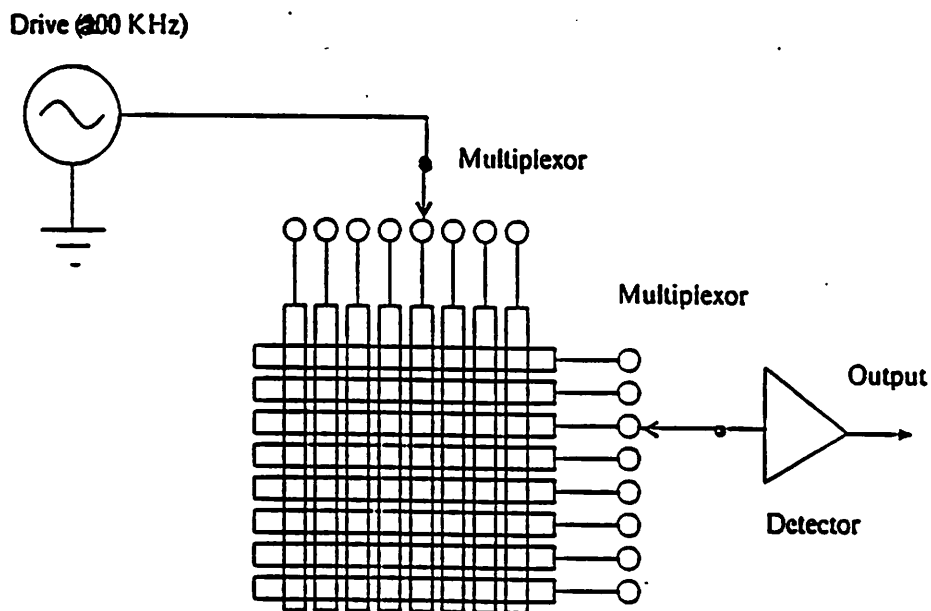 Drive (200 KHz)
Multiplexor
Multiplexor
Output
Detector